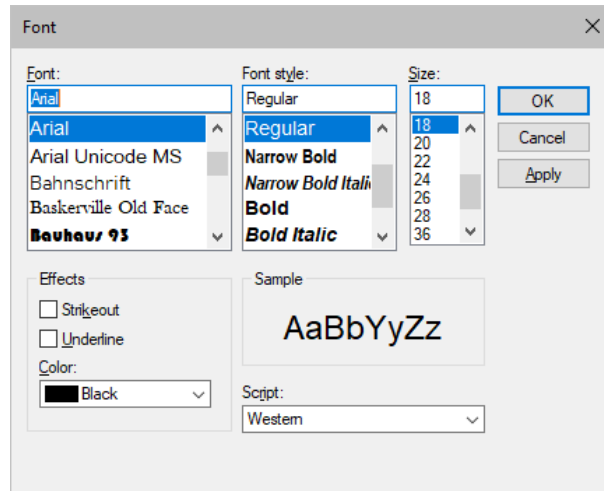 Font
Font: Font style: Size:
Arial Regular 18
Arial Regular 18
Arial Unicode MS Narrow Bold 20
Bahnschrift Narrow Bold Itali 22
Baskerville Old Face Bold 24
Bauhaus 93 Bold Italic 26
28
36
OK
Cancel
Apply
Effects
Strikeout
Underline
Color:
Black
Sample
AaBbYyZz
Script:
Western